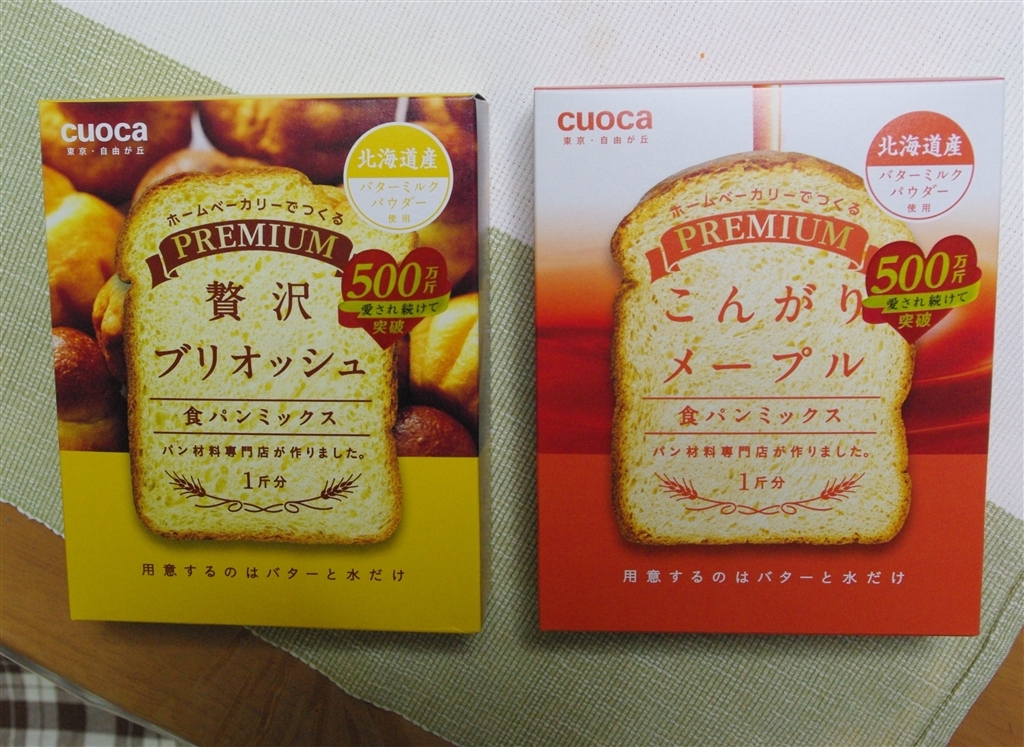 cuoca
東京・自由が丘
北海道産
バターミルク
パウダー
使用
ホームベーカリーでつくる
PREMIUM
500万斤
愛され続けて
突破
贅沢
ブリオッシュ
食パンミックス
パン材料専門店が作りました。
1斤分
用意するのはバターと水だけ
cuoca
東京・自由が丘
北海道産
バターミルク
パウダー
使用
ホームベーカリーでつくる
PREMIUM
500万斤
愛され続けて
突破
こんがり
メープル
食パンミックス
パン材料専門店が作りました。
1斤分
用意するのはバターと水だけ